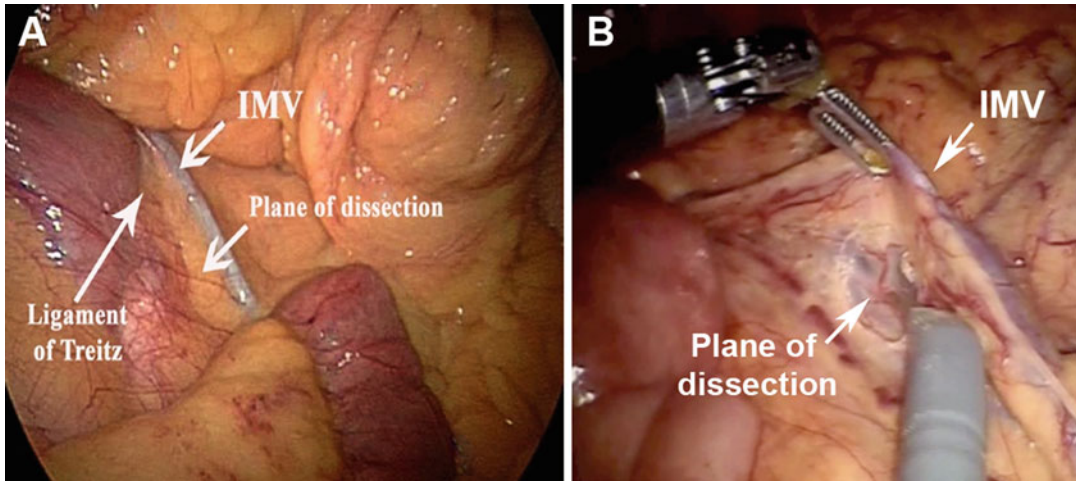 A
IMV
Plane of dissection
Ligament
of Treitz
B
IMV
Plane of
dissection